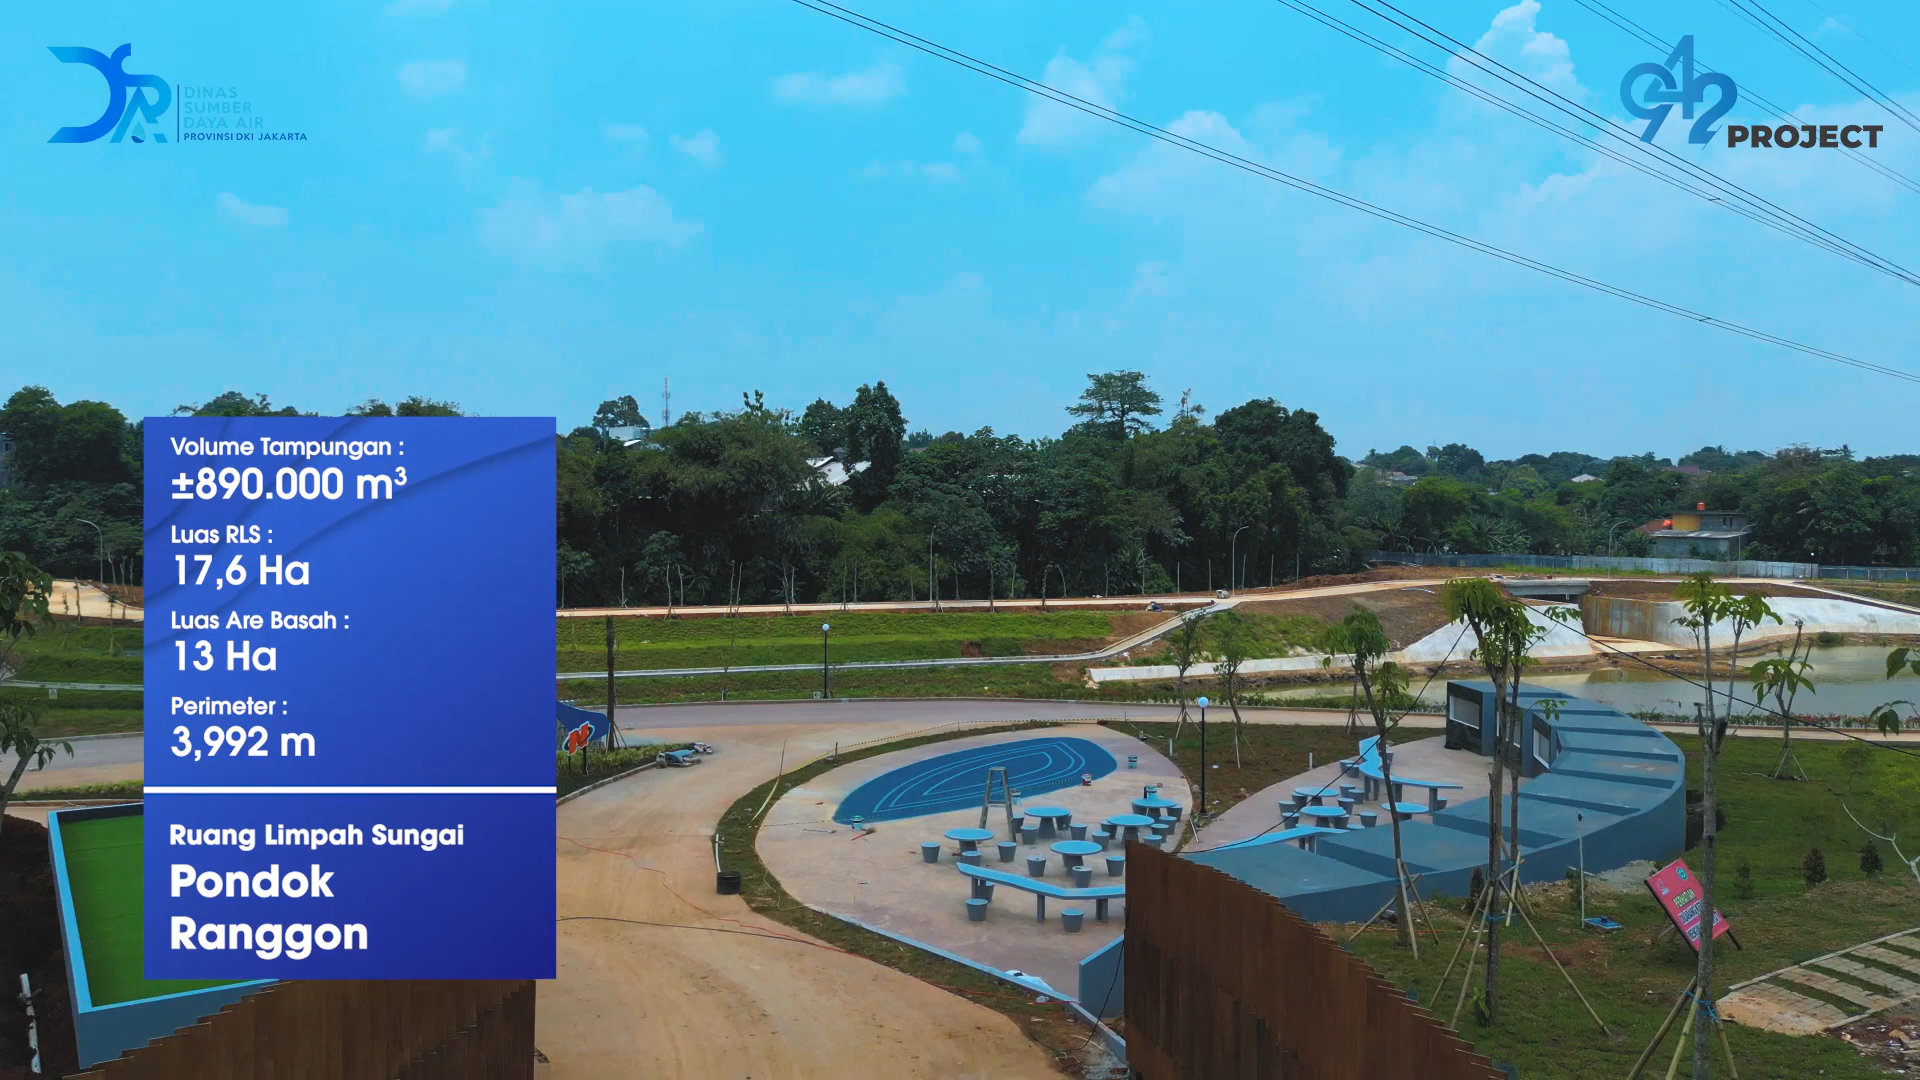 DINAS
SUMBER
DAYA AIR
PROVINSI DKI JAKARTA
942
PROJECT
Volume Tampungan :
±890.000 m³
Luas RLS :
17,6 Ha
Luas Are Basah :
13 Ha
Perimeter :
3,992 m
Ruang Limpah Sungai
Pondok
Ranggon